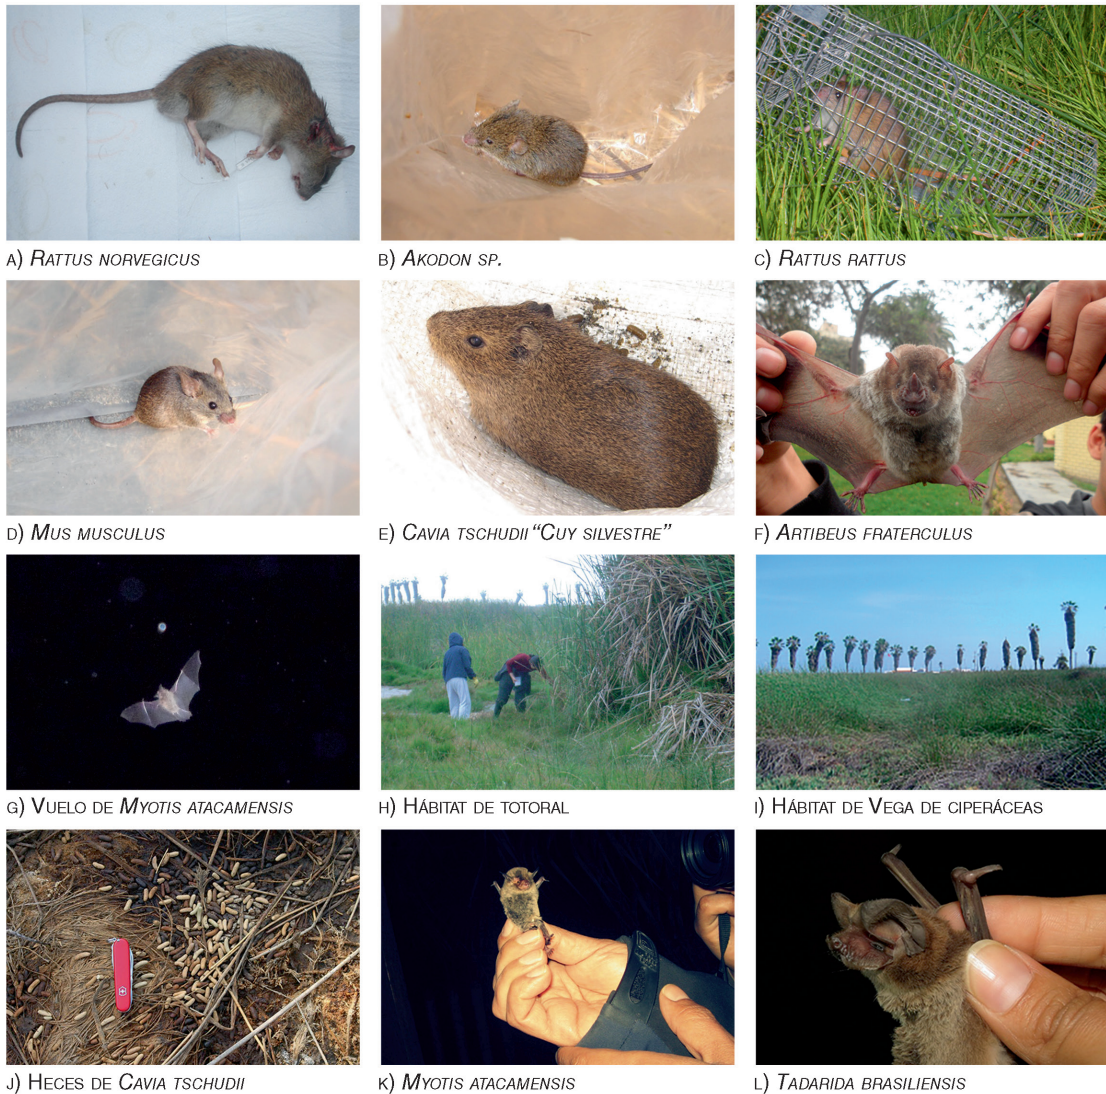 A) RATTUS NORVEGICUS
B) AKODON SP.
C) RATTUS RATTUS
D) MUS MUSCULUS
E) CAVIA TSCHUDII "CUY SILVESTRE"
F) ARTIBEUS FRATERCULUS
G) VUELO DE MYOTIS ATACAMENSIS
H) HÁBITAT DE TOTORAL
I) HÁBITAT DE VEGA DE CIPERÁCEAS
J) HECES DE CAVIA TSCHUDII
K) MYOTIS ATACAMENSIS
L) TADARIDA BRASILIENSIS